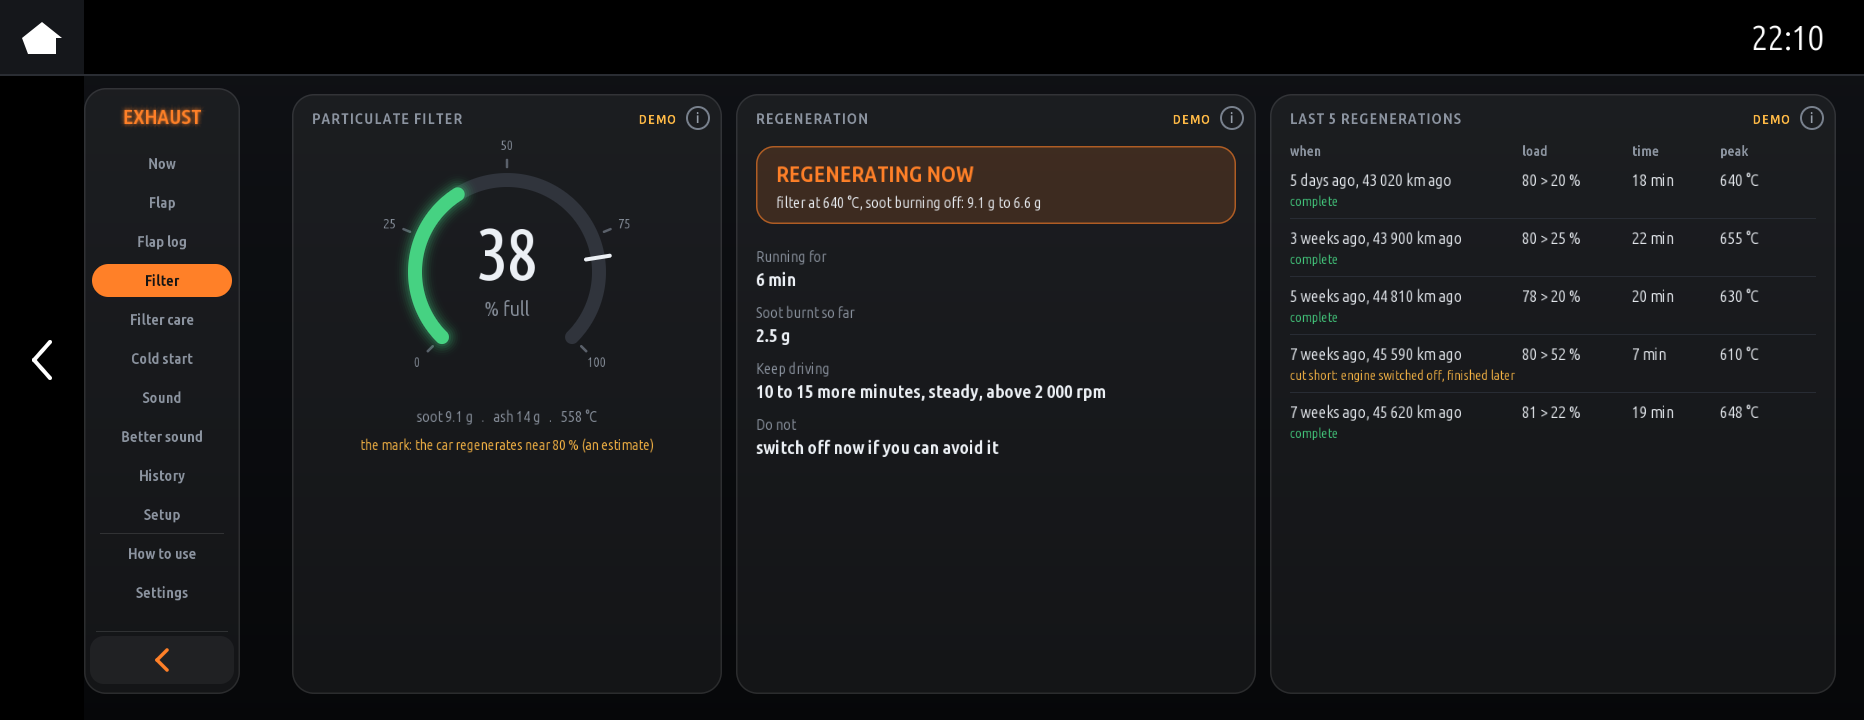 22:10
EXHAUST
Now
Flap
Flap log
Filter
Filter care
Cold start
Sound
Better sound
History
Setup
How to use
Settings
PARTICULATE FILTER DEMO i
50
25 75
38
% full
0 100
soot 9.1 g . ash 14 g . 558 °C
the mark: the car regenerates near 80 % (an estimate)
REGENERATION DEMO i
REGENERATING NOW
filter at 640 °C, soot burning off: 9.1 g to 6.6 g
Running for
6 min
Soot burnt so far
2.5 g
Keep driving
10 to 15 more minutes, steady, above 2 000 rpm
Do not
switch off now if you can avoid it
LAST 5 REGENERATIONS DEMO i
when load time peak
5 days ago, 43 020 km ago 80 > 20 % 18 min 640 °C
complete
3 weeks ago, 43 900 km ago 80 > 25 % 22 min 655 °C
complete
5 weeks ago, 44 810 km ago 78 > 20 % 20 min 630 °C
complete
7 weeks ago, 45 590 km ago 80 > 52 % 7 min 610 °C
cut short: engine switched off, finished later
7 weeks ago, 45 620 km ago 81 > 22 % 19 min 648 °C
complete